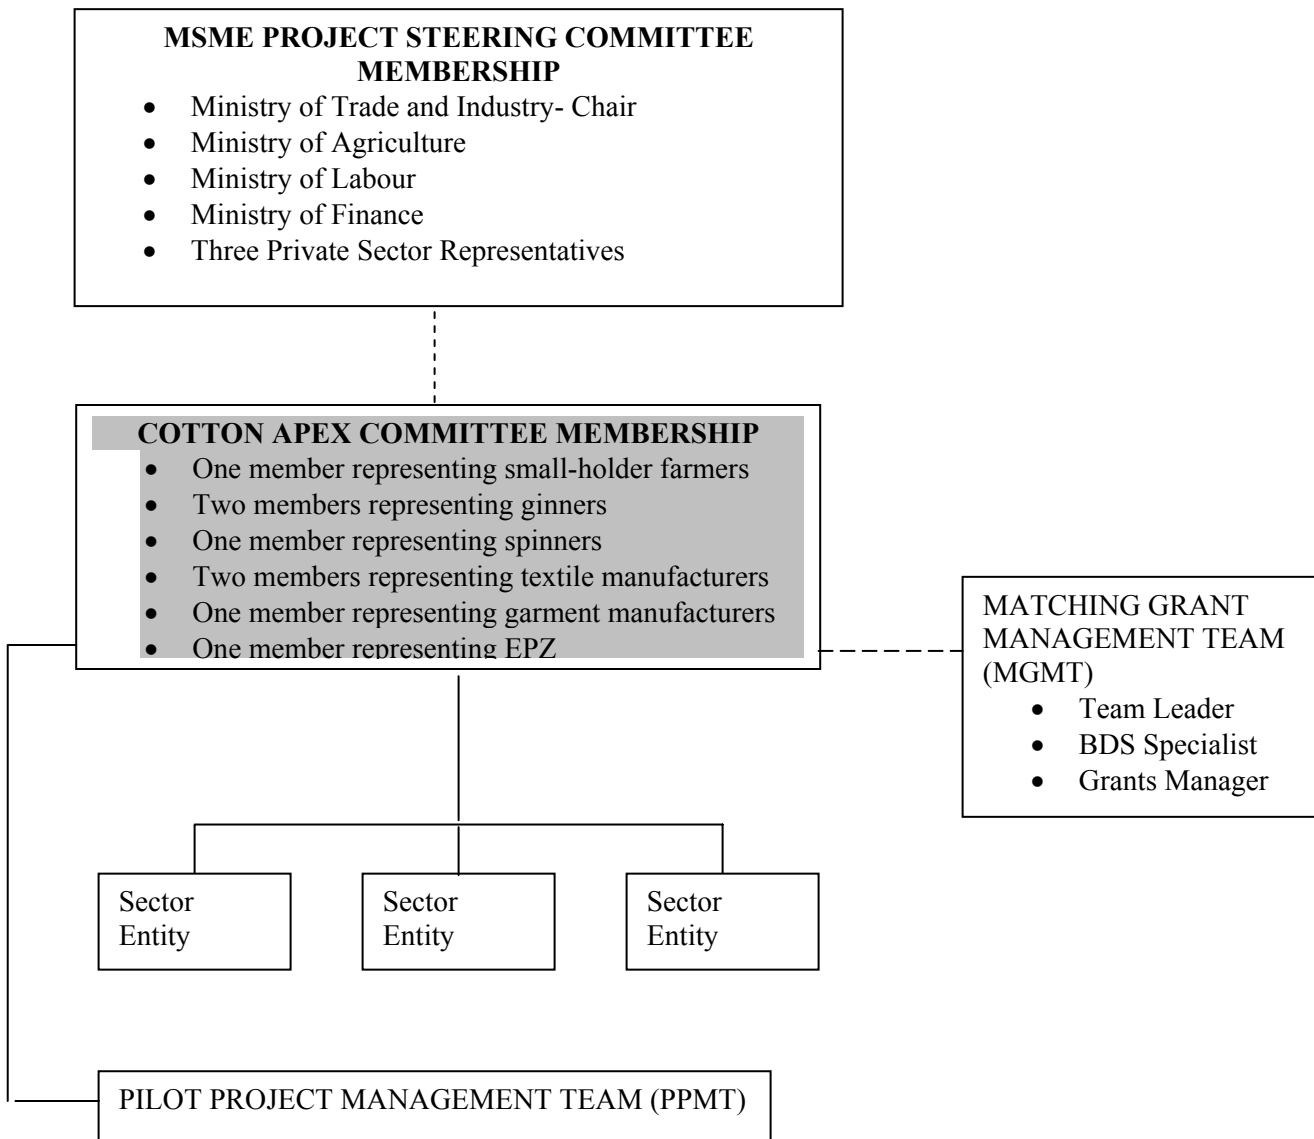 MSME PROJECT STEERING COMMITTEE
MEMBERSHIP
• Ministry of Trade and Industry- Chair
• Ministry of Agriculture
• Ministry of Labour
• Ministry of Finance
• Three Private Sector Representatives
COTTON APEX COMMITTEE MEMBERSHIP
• One member representing small-holder farmers
• Two members representing ginners
• One member representing spinners
• Two members representing textile manufacturers
• One member representing garment manufacturers
• One member representing EPZ
MATCHING GRANT
MANAGEMENT TEAM
(MGMT)
• Team Leader
• BDS Specialist
• Grants Manager
Sector
Entity
Sector
Entity
Sector
Entity
PILOT PROJECT MANAGEMENT TEAM (PPMT)